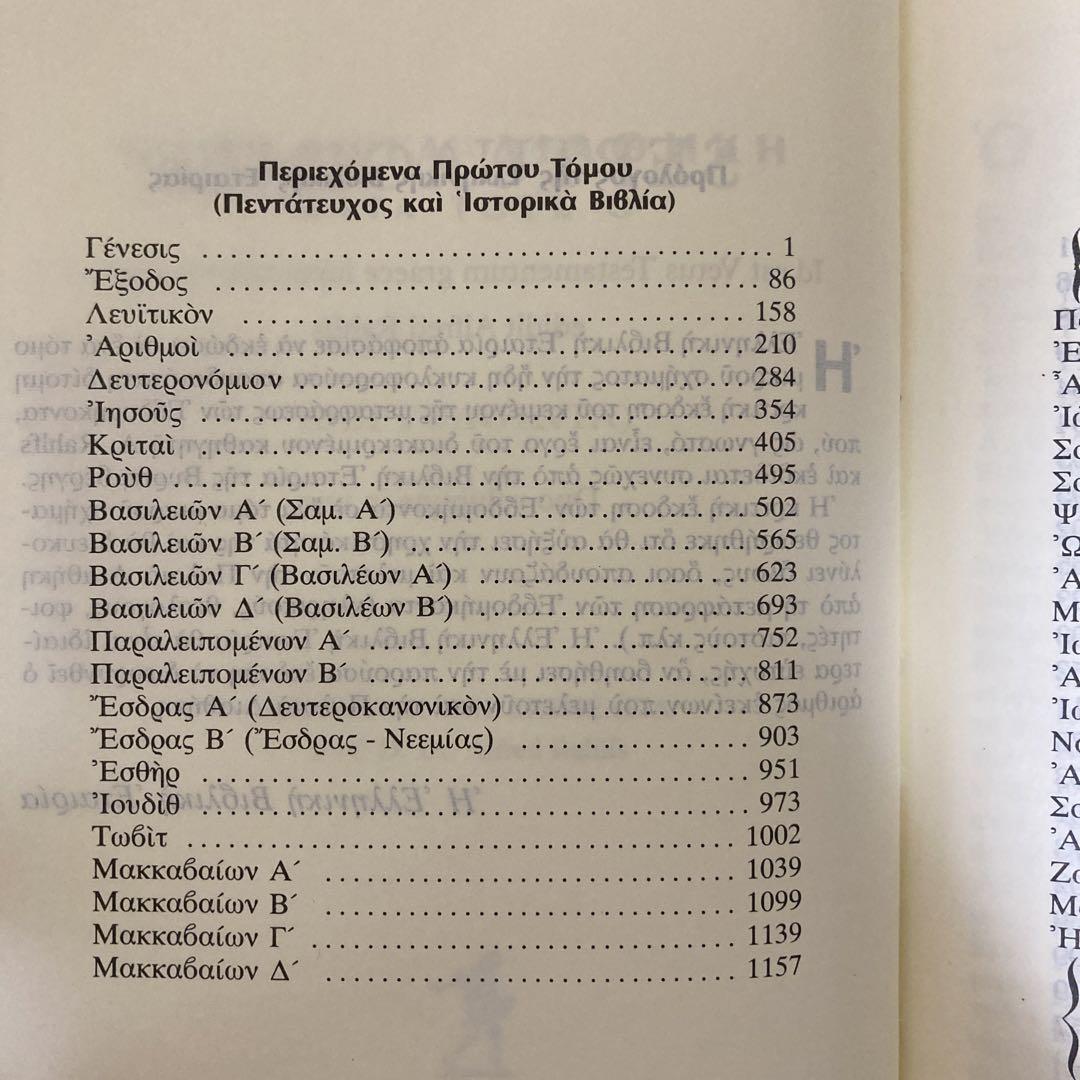 Περιεχόμενα Πρώτου Τόμου
(Πεντάτευχος καὶ Ἱστορικὰ Βιβλία)
Γένεσις ........ 1
Ἔξοδος ........ 86
Λευϊτικὸν ........ 158
Ἀριθμοὶ ........ 210
Δευτερονόμιον ........ 284
Ἰησοῦς ........ 354
Κριταὶ ........ 405
Ροὺθ ........ 495
Βασιλειῶν Α´ (Σαμ. Α´) ........ 502
Βασιλειῶν Β´ (Σαμ. Β´) ........ 565
Βασιλειῶν Γ´ (Βασιλέων Α´) ........ 623
Βασιλειῶν Δ´ (Βασιλέων Β´) ........ 693
Παραλειπομένων Α´ ........ 752
Παραλειπομένων Β´ ........ 811
Ἔσδρας Α´ (Δευτεροκανονικὸν) ........ 873
Ἔσδρας Β´ (Ἔσδρας - Νεεμίας) ........ 903
Ἐσθὴρ ........ 951
Ἰουδὶθ ........ 973
Τωβὶτ ........ 1002
Μακκαβαίων Α´ ........ 1039
Μακκαβαίων Β´ ........ 1099
Μακκαβαίων Γ´ ........ 1139
Μακκαβαίων Δ´ ........ 1157